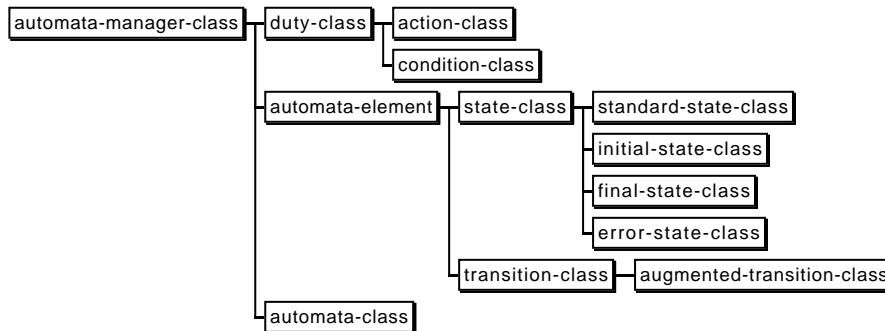 automata-manager-class
duty-class
action-class
condition-class
automata-element
state-class
standard-state-class
initial-state-class
final-state-class
error-state-class
transition-class
augmented-transition-class
automata-class